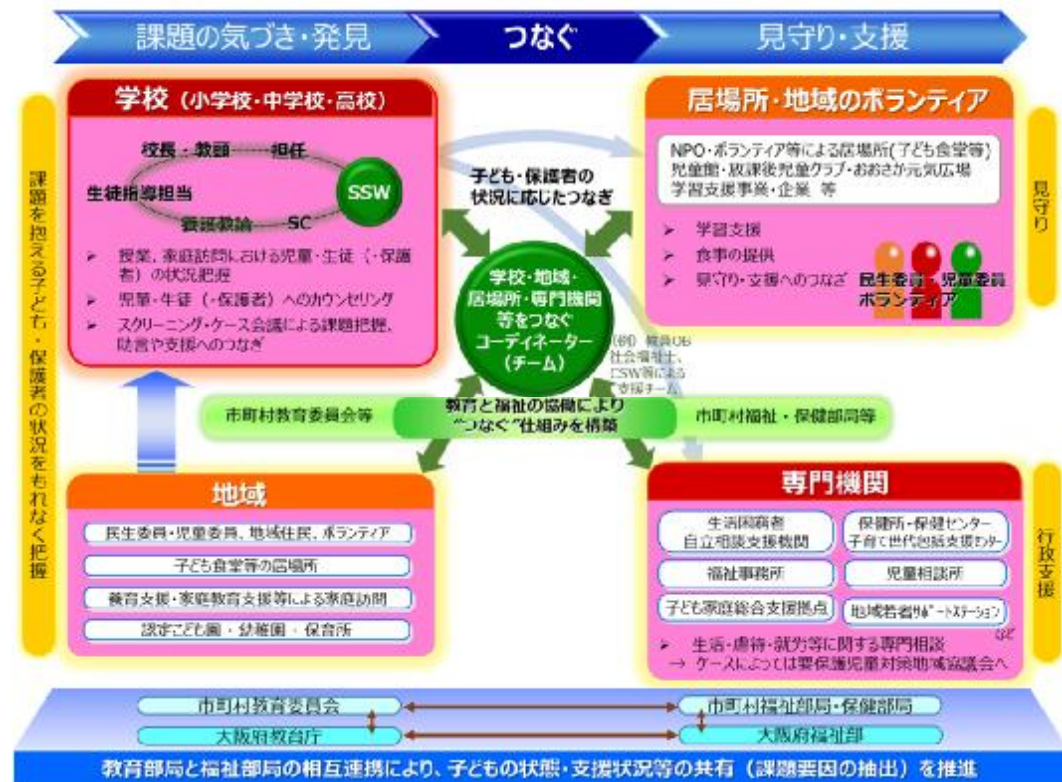 課題の気づき・発見
つなぐ
見守り・支援
課題を抱える子ども・保護者の状況をもれなく把握
学校（小学校・中学校・高校）
校長・教頭
担任
生徒指導担当
SSW
養護教諭
SC
➢ 授業、家庭訪問における児童・生徒（・保護
者）の状況把握
➢ 児童・生徒（・保護者）へのカウンセリング
➢ スクリーニング・ケース会議による課題把握、
助言や支援へのつなぎ
子ども・保護者の
状況に応じたつなぎ
学校・地域・
居場所・専門機関
等をつなぐ
コーディネーター
（チーム）
（例）教員OB
社会福祉士、
CSW等による
支援チーム
居場所・地域のボランティア
NPO・ボランティア等による居場所(子ども食堂等)
児童館・放課後児童クラブ・おおさか元気広場
学習支援事業・企業 等
➢ 学習支援
➢ 食事の提供
➢ 見守り・支援へのつなぎ
民生委員・児童委員
ボランティア
見守り
市町村教育委員会等
教育と福祉の協働により
“つなぐ”仕組みを構築
市町村福祉・保健部局等
地域
民生委員・児童委員、地域住民、ボランティア
子ども食堂等の居場所
養育支援・家庭教育支援等による家庭訪問
認定こども園・幼稚園・保育所
専門機関
生活困窮者
自立相談支援機関
保健所・保健センター
子育て世代包括支援センター
福祉事務所
児童相談所
子ども家庭総合支援拠点
地域若者サポートステーション
など
➢ 生活・虐待・就労等に関する専門相談
→ ケースによっては要保護児童対策地域協議会へ
行政支援
市町村教育委員会
市町村福祉部局・保健部局
大阪府教育庁
大阪府福祉部
教育部局と福祉部局の相互連携により、子どもの状態・支援状況等の共有（課題要因の抽出）を推進